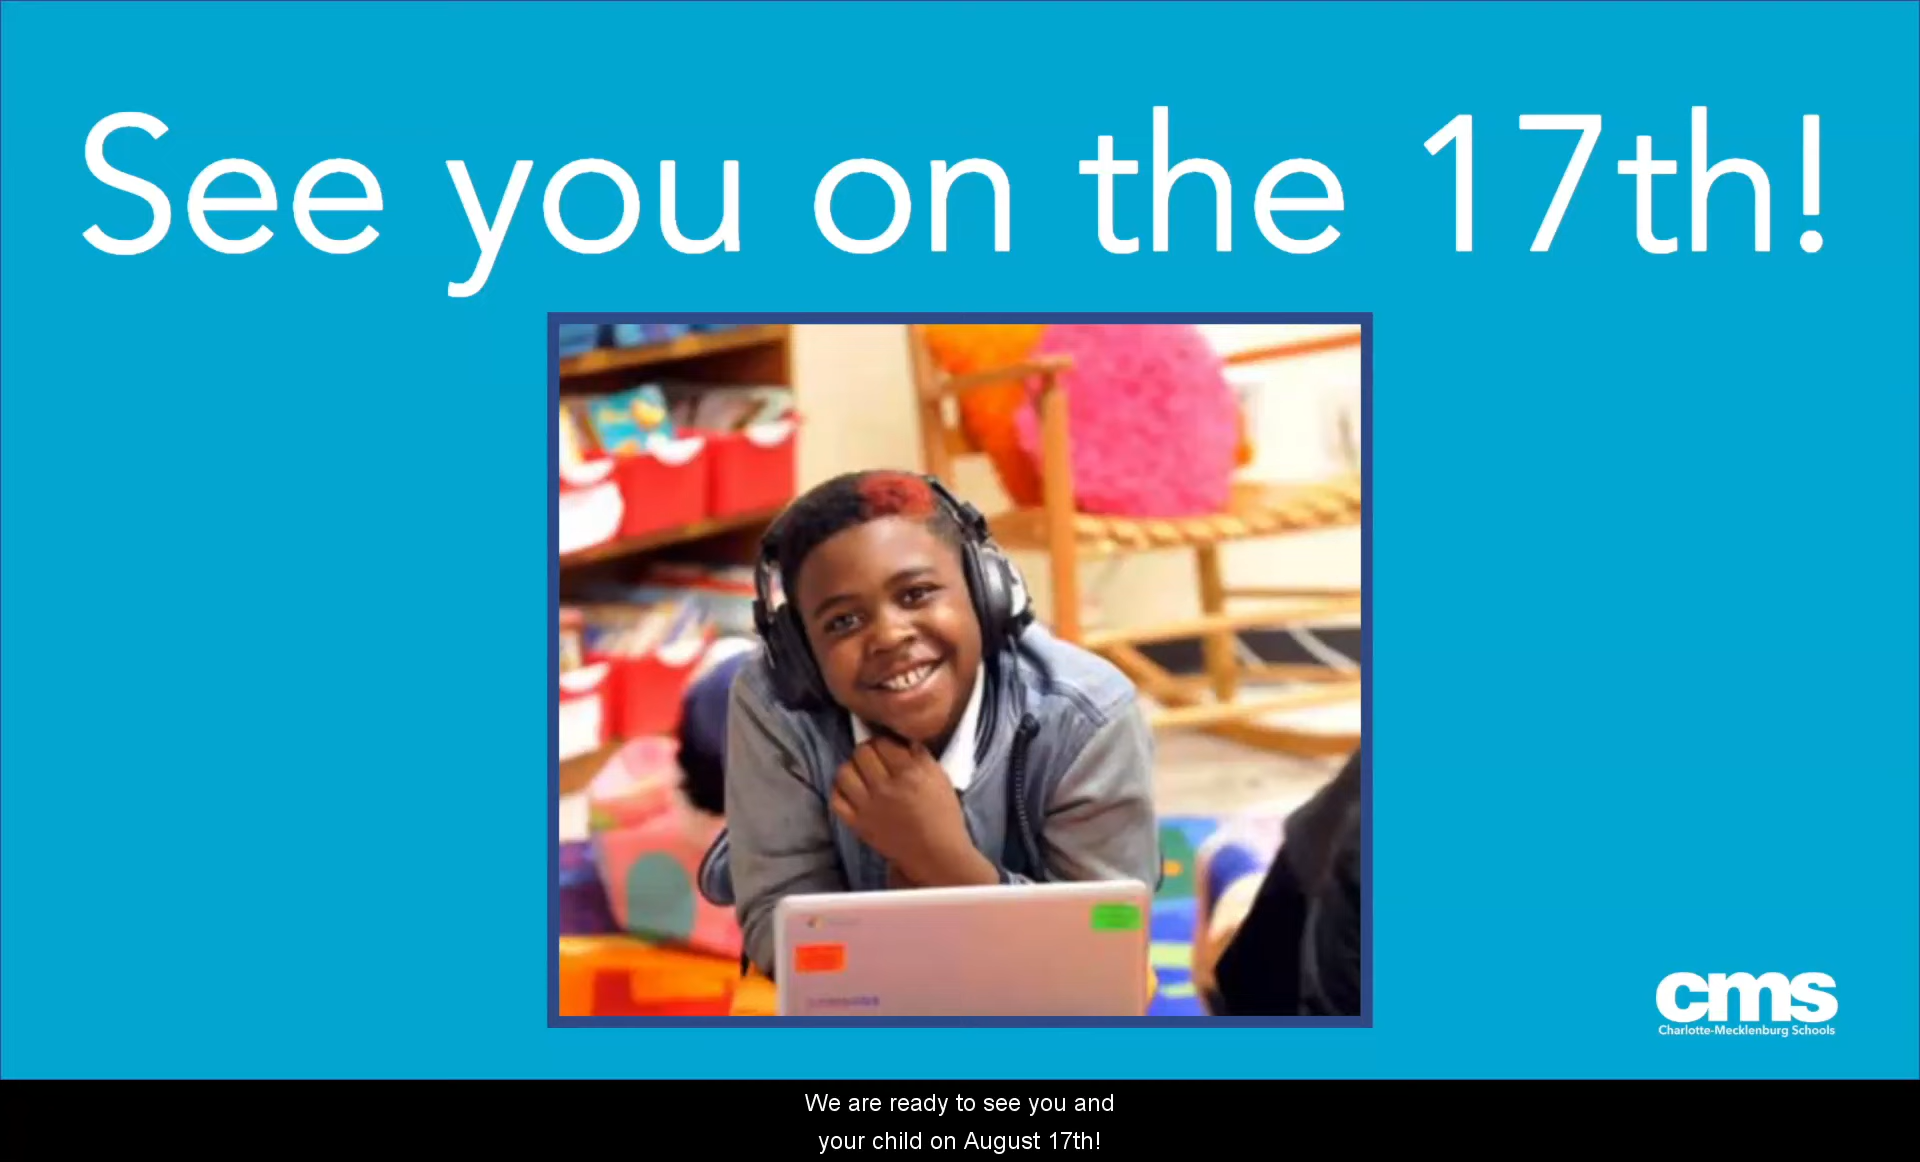 See you on the 17th!
cms
Charlotte-Mecklenburg Schools
We are ready to see you and
your child on August 17th!